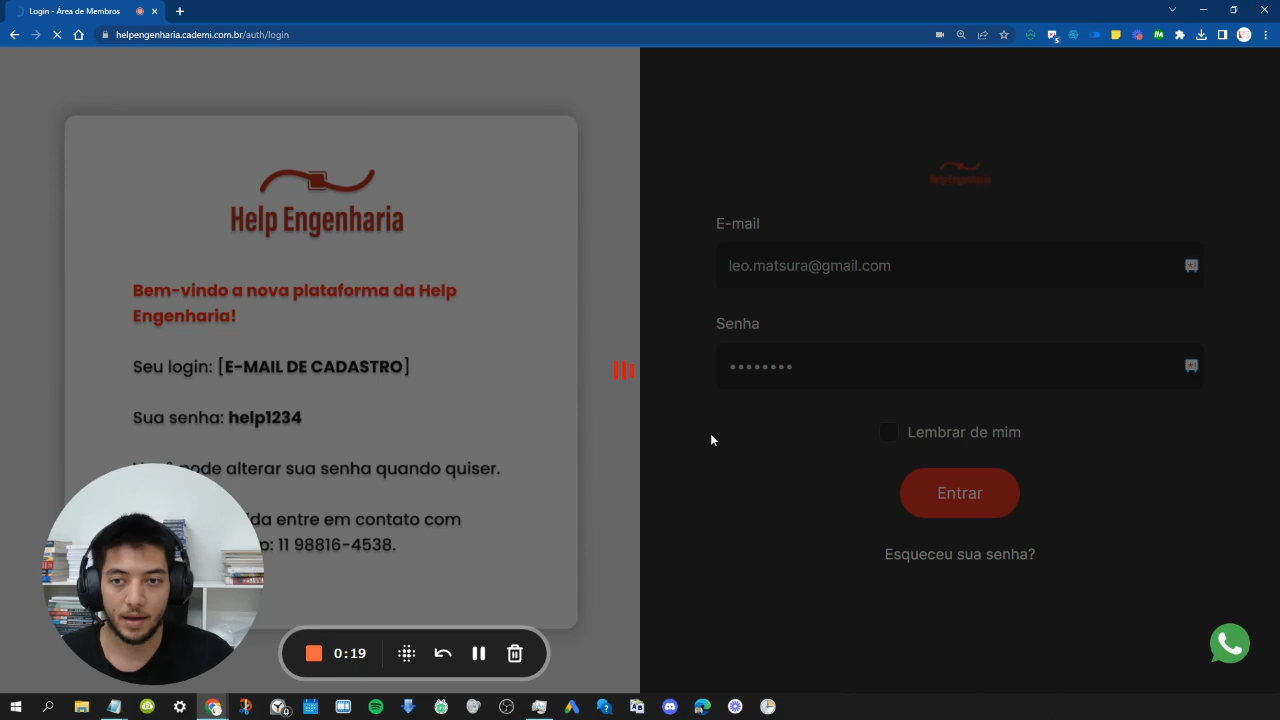 Login - Área de Membros
helpengenharia.cademi.com.br/auth/login
Help Engenharia
Bem-vindo a nova plataforma da Help
Engenharia!
Seu login: [E-MAIL DE CADASTRO]
Sua senha: help1234
pode alterar sua senha quando quiser.
entre em contato com
11 98816-4538.
0:19
Help Engenharia
E-mail
leo.matsura@gmail.com
Senha
••••••••
Lembrar de mim
Entrar
Esqueceu sua senha?